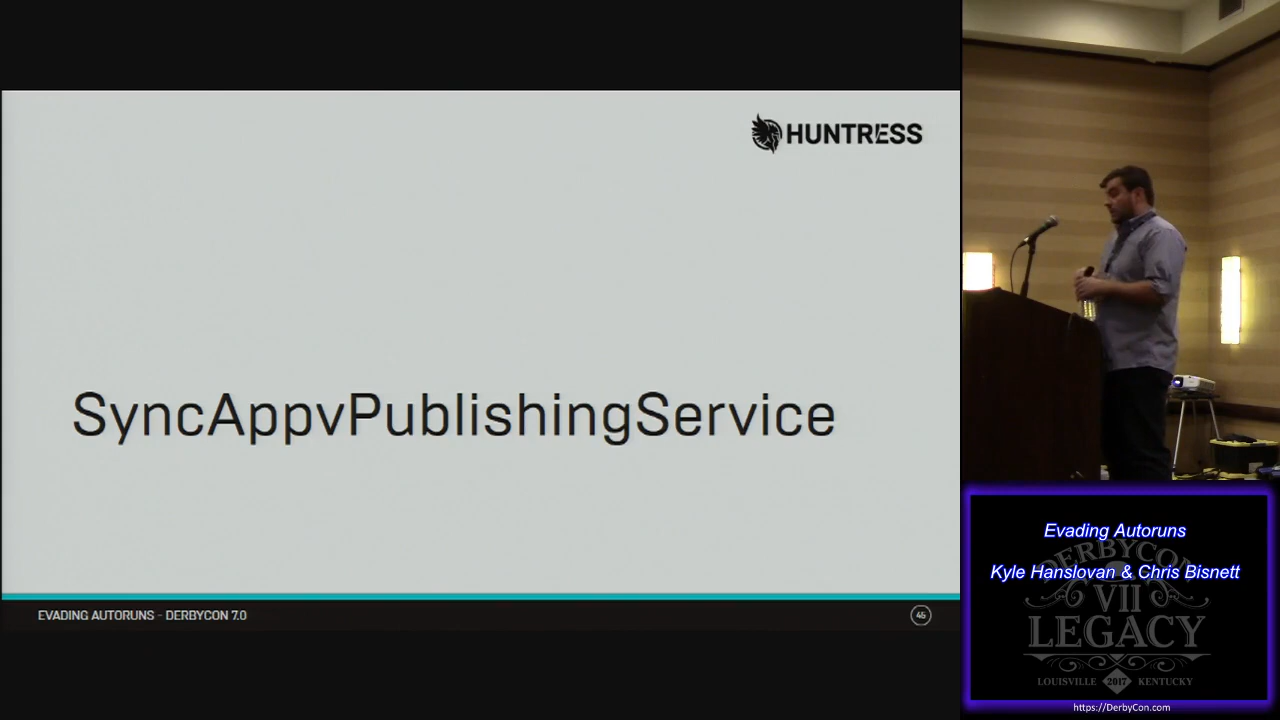 HUNTRESS
SyncAppvPublishingService
EVADING AUTORUNS - DERBYCON 7.0
45
Evading Autoruns
Kyle Hanslovan & Chris Bisnett
DERBYCON
VII
LEGACY
LOUISVILLE 2017 KENTUCKY
https://DerbyCon.com